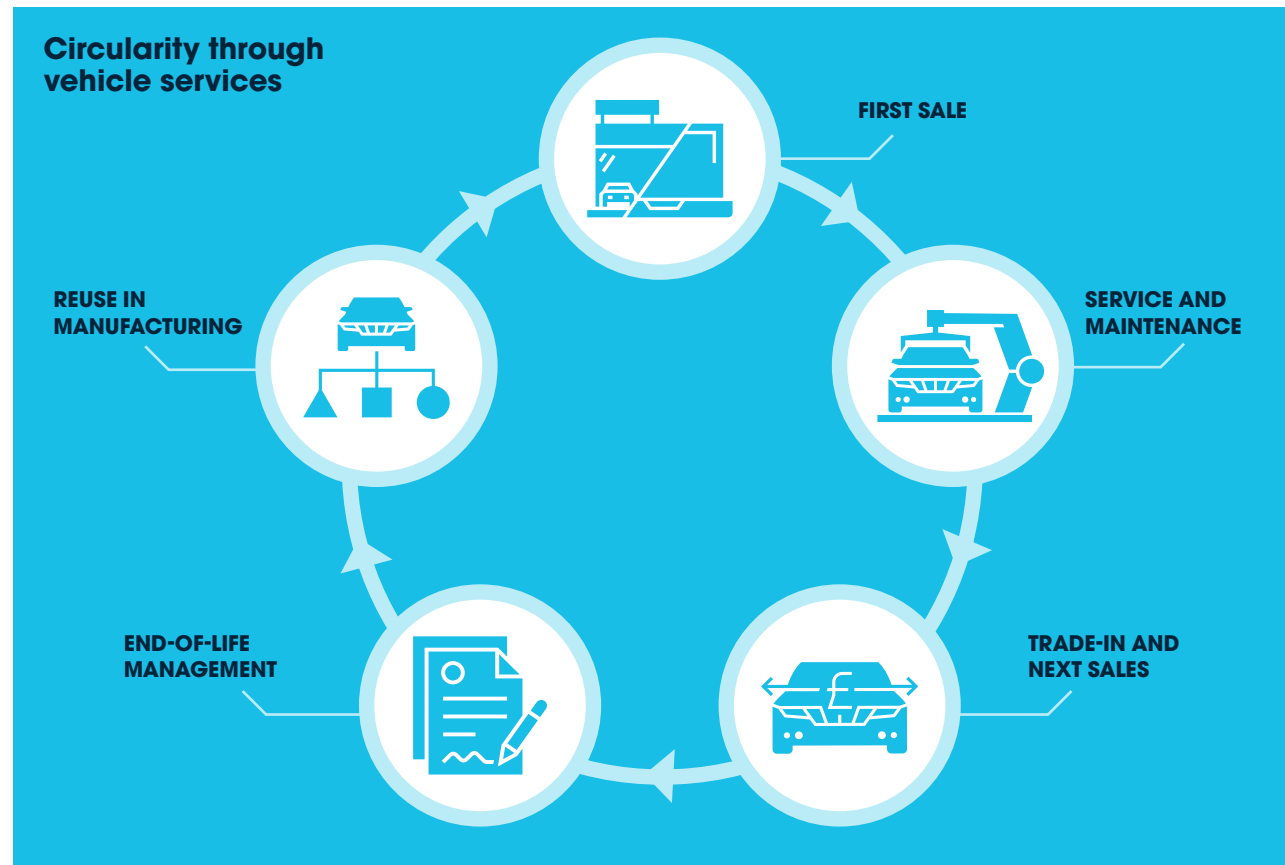 Circularity through
vehicle services
FIRST SALE
SERVICE AND
MAINTENANCE
TRADE-IN AND
NEXT SALES
£
END-OF-LIFE
MANAGEMENT
REUSE IN
MANUFACTURING